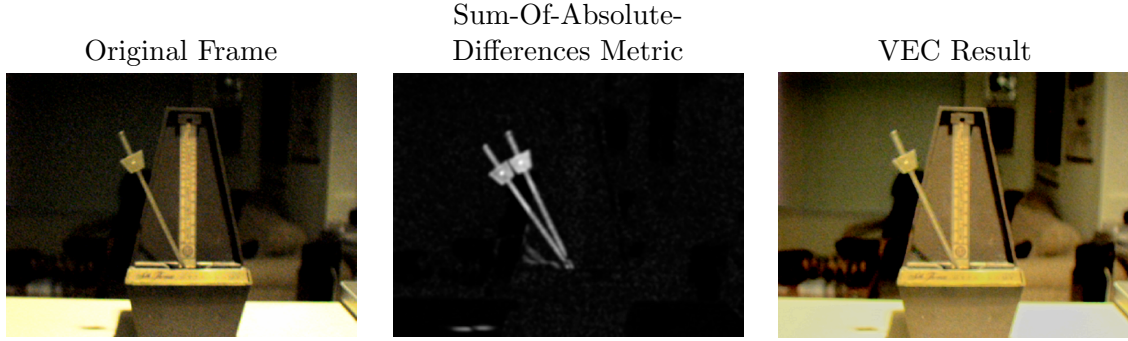 Original Frame
Sum-Of-Absolute-
Differences Metric
VEC Result